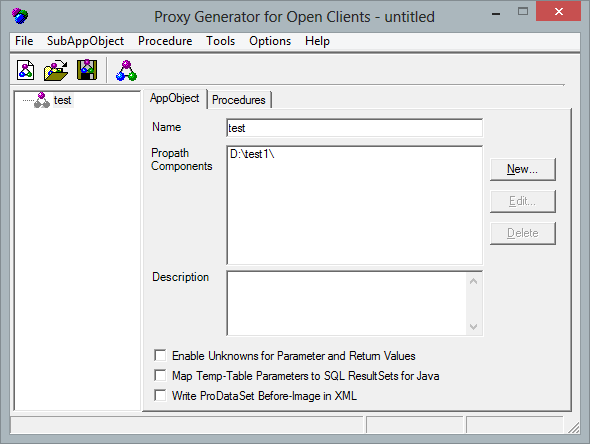 Proxy Generator for Open Clients - untitled
File SubAppObject Procedure Tools Options Help
test
AppObject Procedures
Name
test
Propath
Components
D:\test1\
New...
Edit...
Delete
Description
Enable Unknowns for Parameter and Return Values
Map Temp-Table Parameters to SQL ResultSets for Java
Write ProDataSet Before-Image in XML